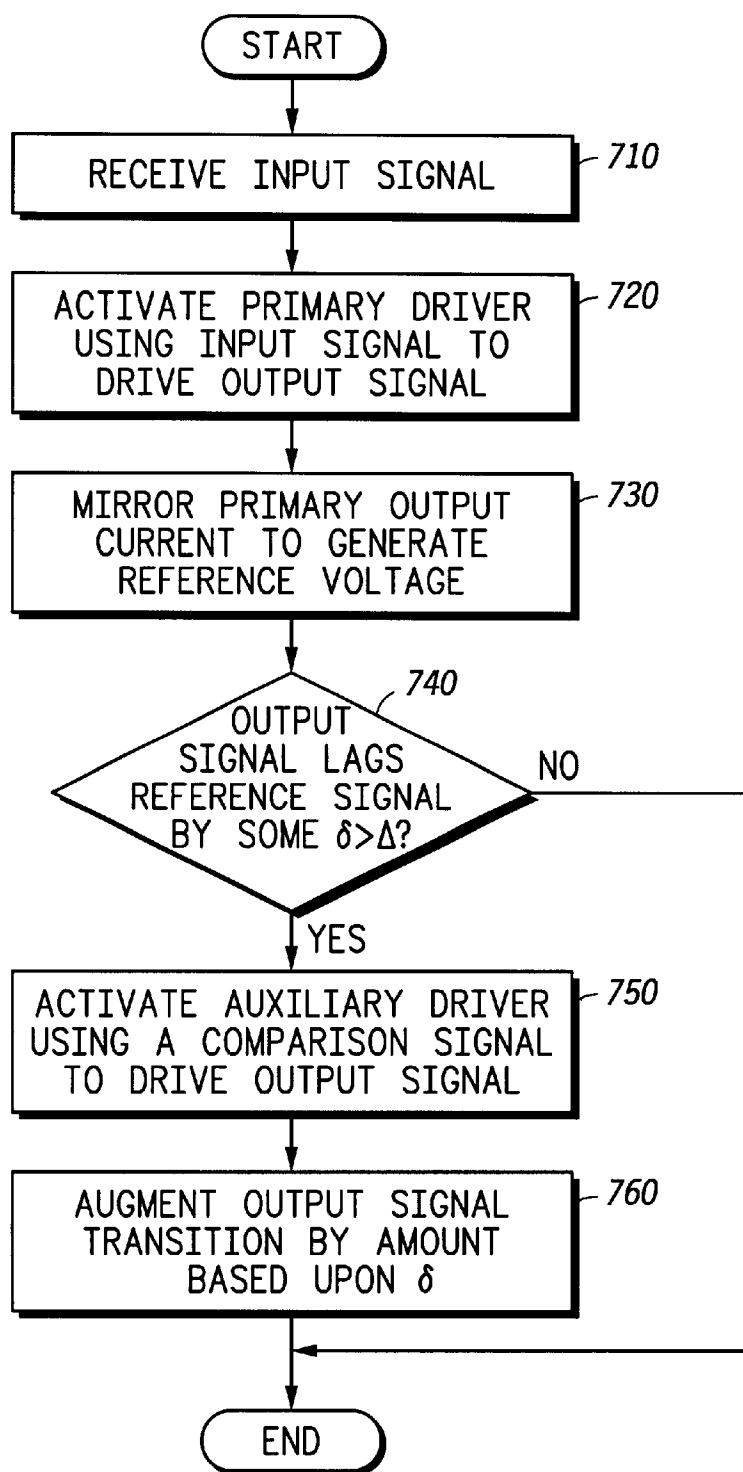 START
RECEIVE INPUT SIGNAL
710
ACTIVATE PRIMARY DRIVER
USING INPUT SIGNAL TO
DRIVE OUTPUT SIGNAL
720
MIRROR PRIMARY OUTPUT
CURRENT TO GENERATE
REFERENCE VOLTAGE
730
740
OUTPUT
SIGNAL LAGS
REFERENCE SIGNAL
BY SOME δ>Δ?
NO
YES
ACTIVATE AUXILIARY DRIVER
USING A COMPARISON SIGNAL
TO DRIVE OUTPUT SIGNAL
750
AUGMENT OUTPUT SIGNAL
TRANSITION BY AMOUNT
BASED UPON δ
760
END